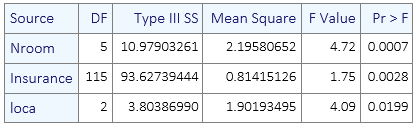 Source DF Type III SS Mean Square F Value Pr > F
Nroom 5 10.97903261 2.19580652 4.72 0.0007
Insurance 115 93.62739444 0.81415126 1.75 0.0028
loca 2 3.80386990 1.90193495 4.09 0.0199